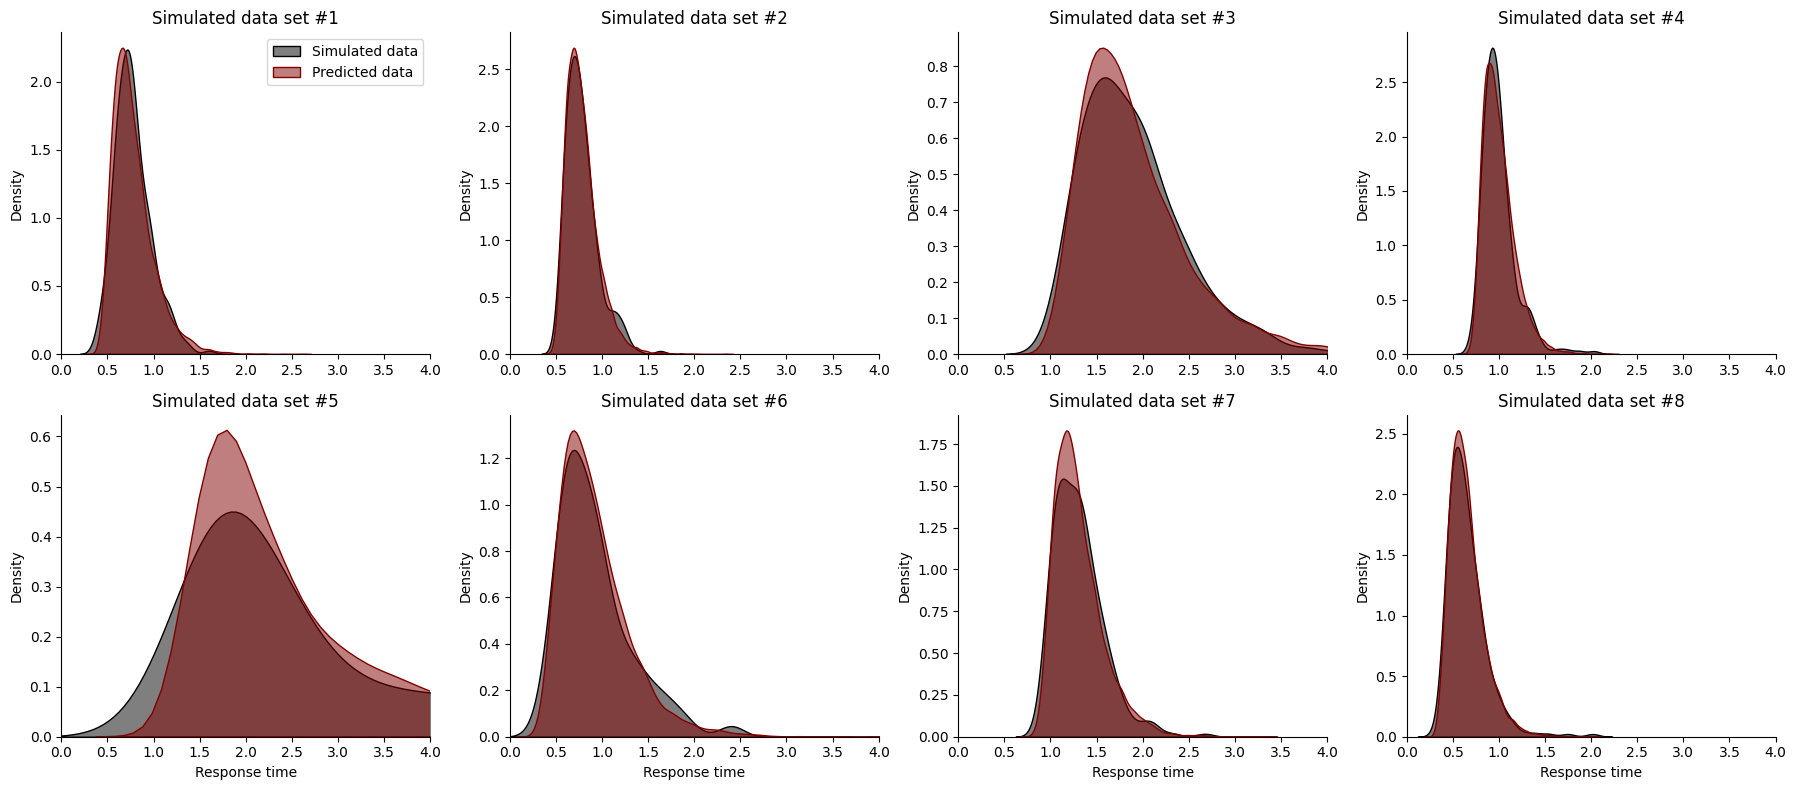 Simulated data set #1
Simulated data set #2
Simulated data set #3
Simulated data set #4
Simulated data
Predicted data
Density
2.0
1.5
1.0
0.5
0.0
0.0 0.5 1.0 1.5 2.0 2.5 3.0 3.5 4.0
Density
2.5
2.0
1.5
1.0
0.5
0.0
0.0 0.5 1.0 1.5 2.0 2.5 3.0 3.5 4.0
Density
0.8
0.7
0.6
0.5
0.4
0.3
0.2
0.1
0.0
0.0 0.5 1.0 1.5 2.0 2.5 3.0 3.5 4.0
Density
2.5
2.0
1.5
1.0
0.5
0.0
0.0 0.5 1.0 1.5 2.0 2.5 3.0 3.5 4.0
Simulated data set #5
Simulated data set #6
Simulated data set #7
Simulated data set #8
Density
0.6
0.5
0.4
0.3
0.2
0.1
0.0
0.0 0.5 1.0 1.5 2.0 2.5 3.0 3.5 4.0
Response time
Density
1.2
1.0
0.8
0.6
0.4
0.2
0.0
0.0 0.5 1.0 1.5 2.0 2.5 3.0 3.5 4.0
Response time
Density
1.75
1.50
1.25
1.00
0.75
0.50
0.25
0.00
0.0 0.5 1.0 1.5 2.0 2.5 3.0 3.5 4.0
Response time
Density
2.5
2.0
1.5
1.0
0.5
0.0
0.0 0.5 1.0 1.5 2.0 2.5 3.0 3.5 4.0
Response time